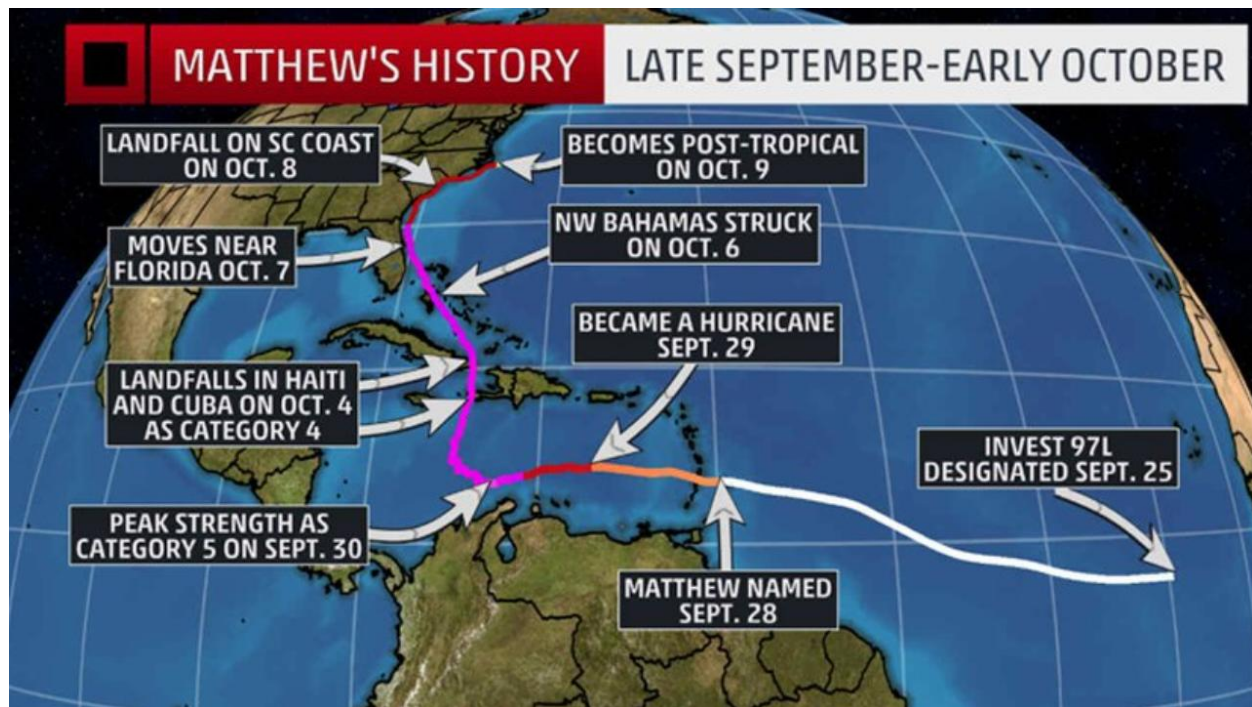 MATTHEW'S HISTORY
LATE SEPTEMBER-EARLY OCTOBER
LANDFALL ON SC COAST
ON OCT. 8
BECOMES POST-TROPICAL
ON OCT. 9
MOVES NEAR
FLORIDA OCT. 7
NW BAHAMAS STRUCK
ON OCT. 6
BECAME A HURRICANE
SEPT. 29
LANDFALLS IN HAITI
AND CUBA ON OCT. 4
AS CATEGORY 4
INVEST 97L
DESIGNATED SEPT. 25
PEAK STRENGTH AS
CATEGORY 5 ON SEPT. 30
MATTHEW NAMED
SEPT. 28